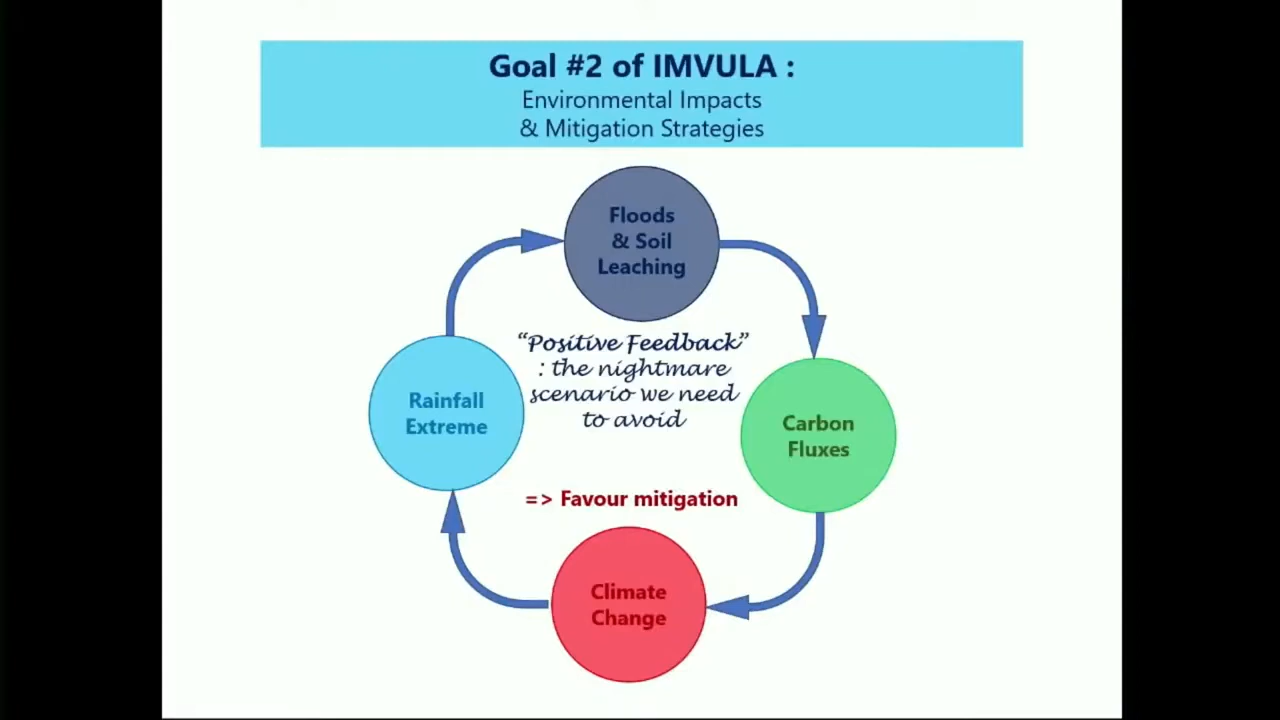 Goal #2 of IMVULA :
Environmental Impacts
& Mitigation Strategies
Floods
& Soil
Leaching
"Positive Feedback"
: the nightmare
scenario we need
to avoid
Rainfall
Extreme
Carbon
Fluxes
=> Favour mitigation
Climate
Change